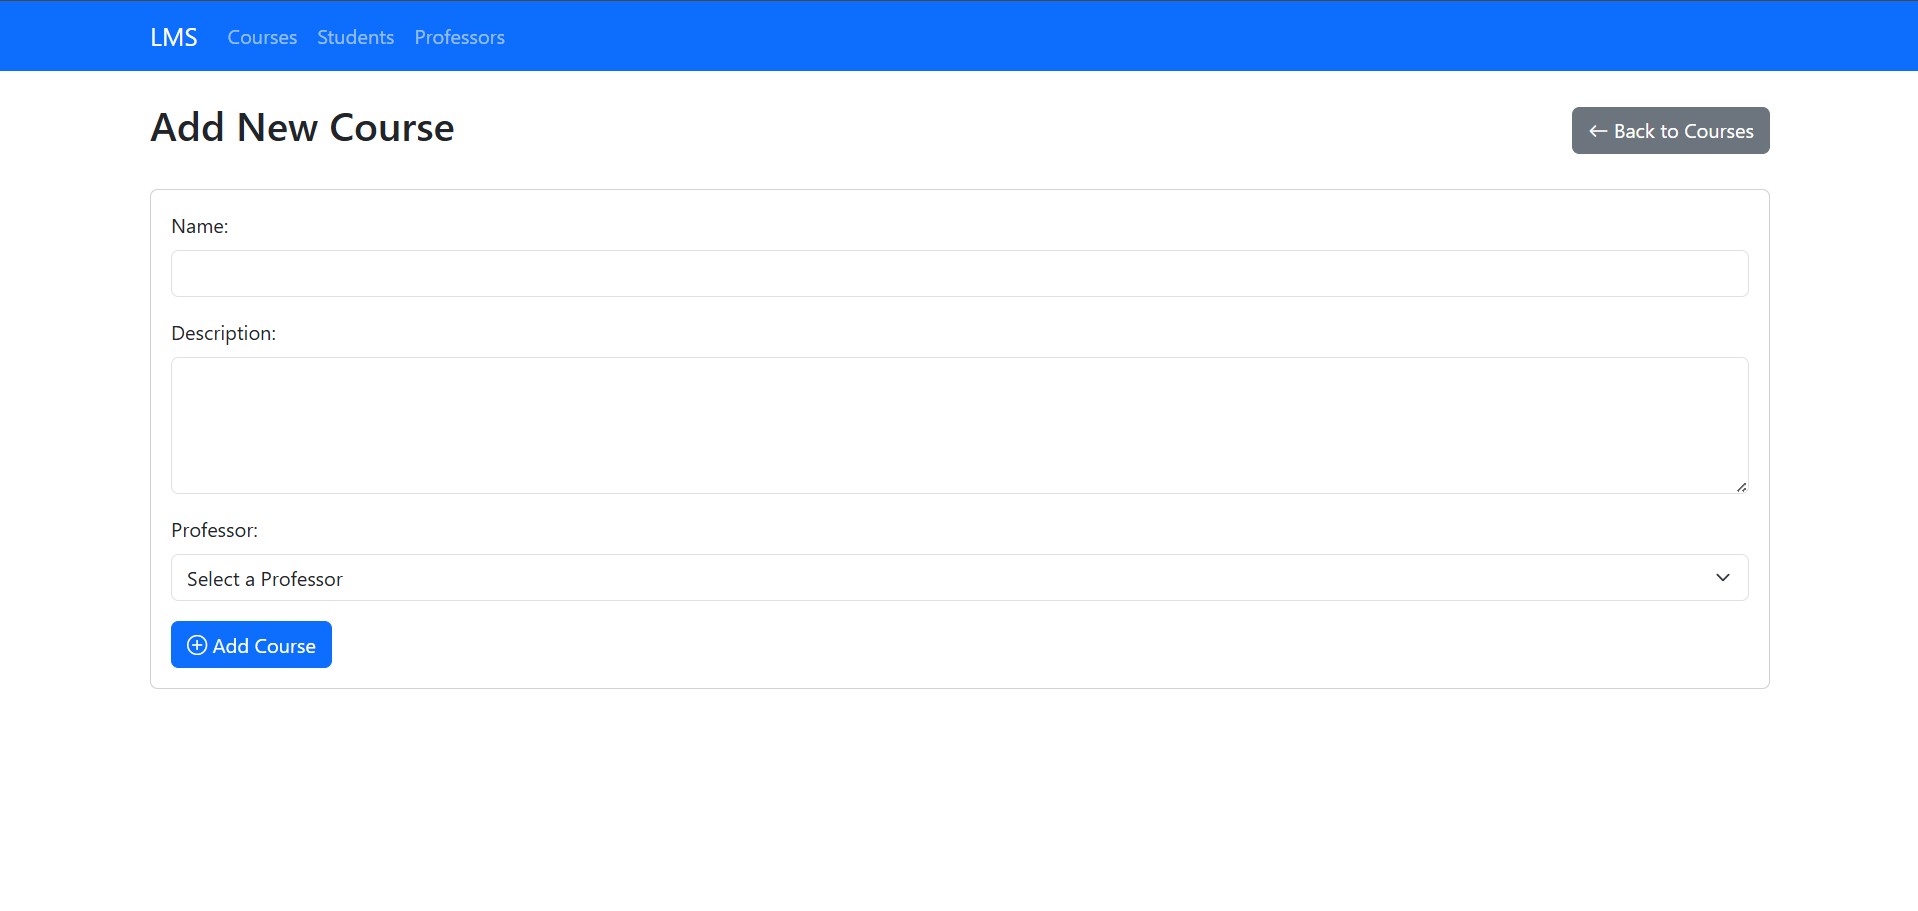 LMS Courses Students Professors
Add New Course
← Back to Courses
Name:
Description:
Professor:
Select a Professor
Add Course